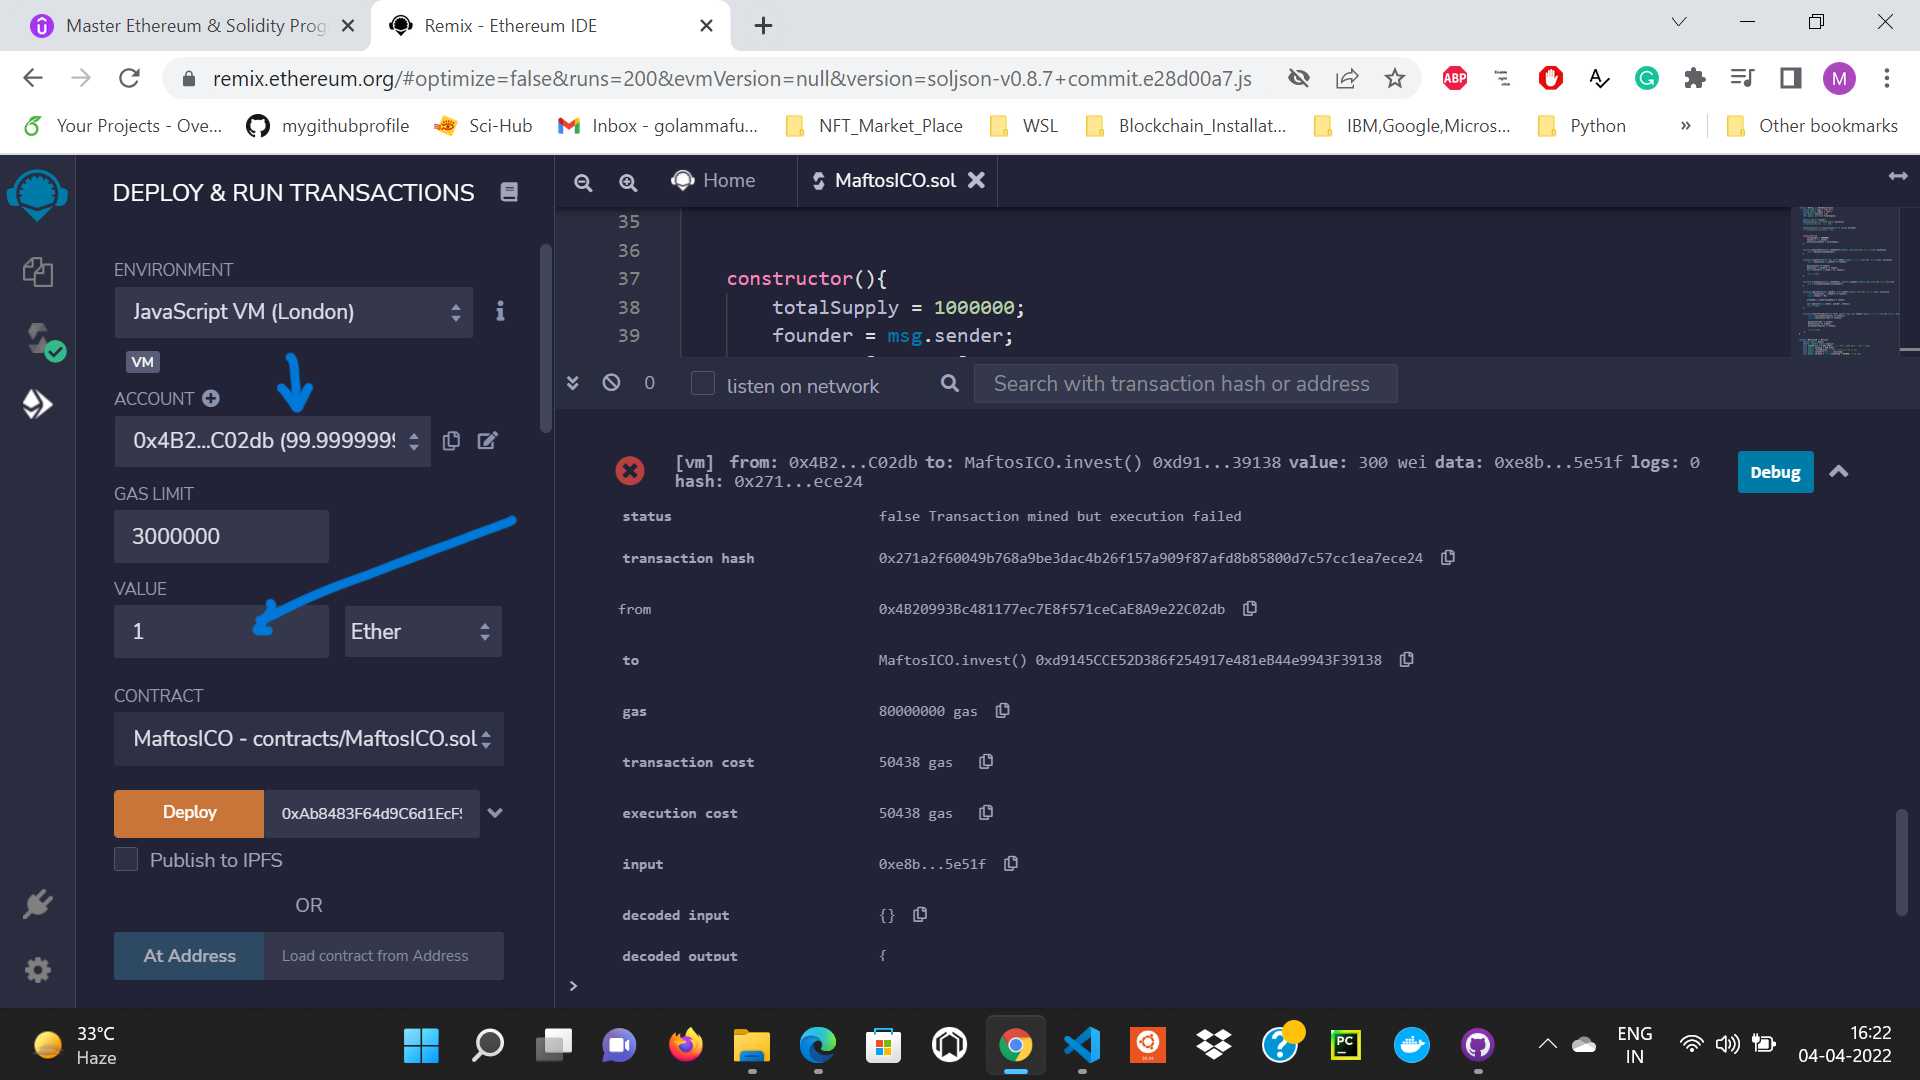 Master Ethereum & Solidity Prog
Remix - Ethereum IDE
remix.ethereum.org/#optimize=false&runs=200&evmVersion=null&version=soljson-v0.8.7+commit.e28d00a7.js
ABP
M
Your Projects - Ove...
mygithubprofile
Sci-Hub
Inbox - golammafu...
NFT_Market_Place
WSL
Blockchain_Installat...
IBM,Google,Micros...
Python
»
Other bookmarks
DEPLOY & RUN TRANSACTIONS
ENVIRONMENT
JavaScript VM (London)
VM
ACCOUNT
0x4B2...C02db (99.9999999
GAS LIMIT
3000000
VALUE
1
Ether
CONTRACT
MaftosICO - contracts/MaftosICO.sol
Deploy
0xAb8483F64d9C6d1EcF9
Publish to IPFS
OR
At Address
Load contract from Address
Home
MaftosICO.sol
35
36
37 constructor(){
38 totalSupply = 1000000;
39 founder = msg.sender;
0
listen on network
Search with transaction hash or address
[vm] from: 0x4B2...C02db to: MaftosICO.invest() 0xd91...39138 value: 300 wei data: 0xe8b...5e51f logs: 0
hash: 0x271...ece24
Debug
status false Transaction mined but execution failed
transaction hash 0x271a2f60049b768a9be3dac4b26f157a909f87afd8b85800d7c57cc1ea7ece24
from 0x4B20993Bc481177ec7E8f571ceCaE8A9e22C02db
to MaftosICO.invest() 0xd9145CCE52D386f254917e481eB44e9943F39138
gas 80000000 gas
transaction cost 50438 gas
execution cost 50438 gas
input 0xe8b...5e51f
decoded input {}
decoded output {
>
33°C
Haze
PC
ENG
IN
16:22
04-04-2022